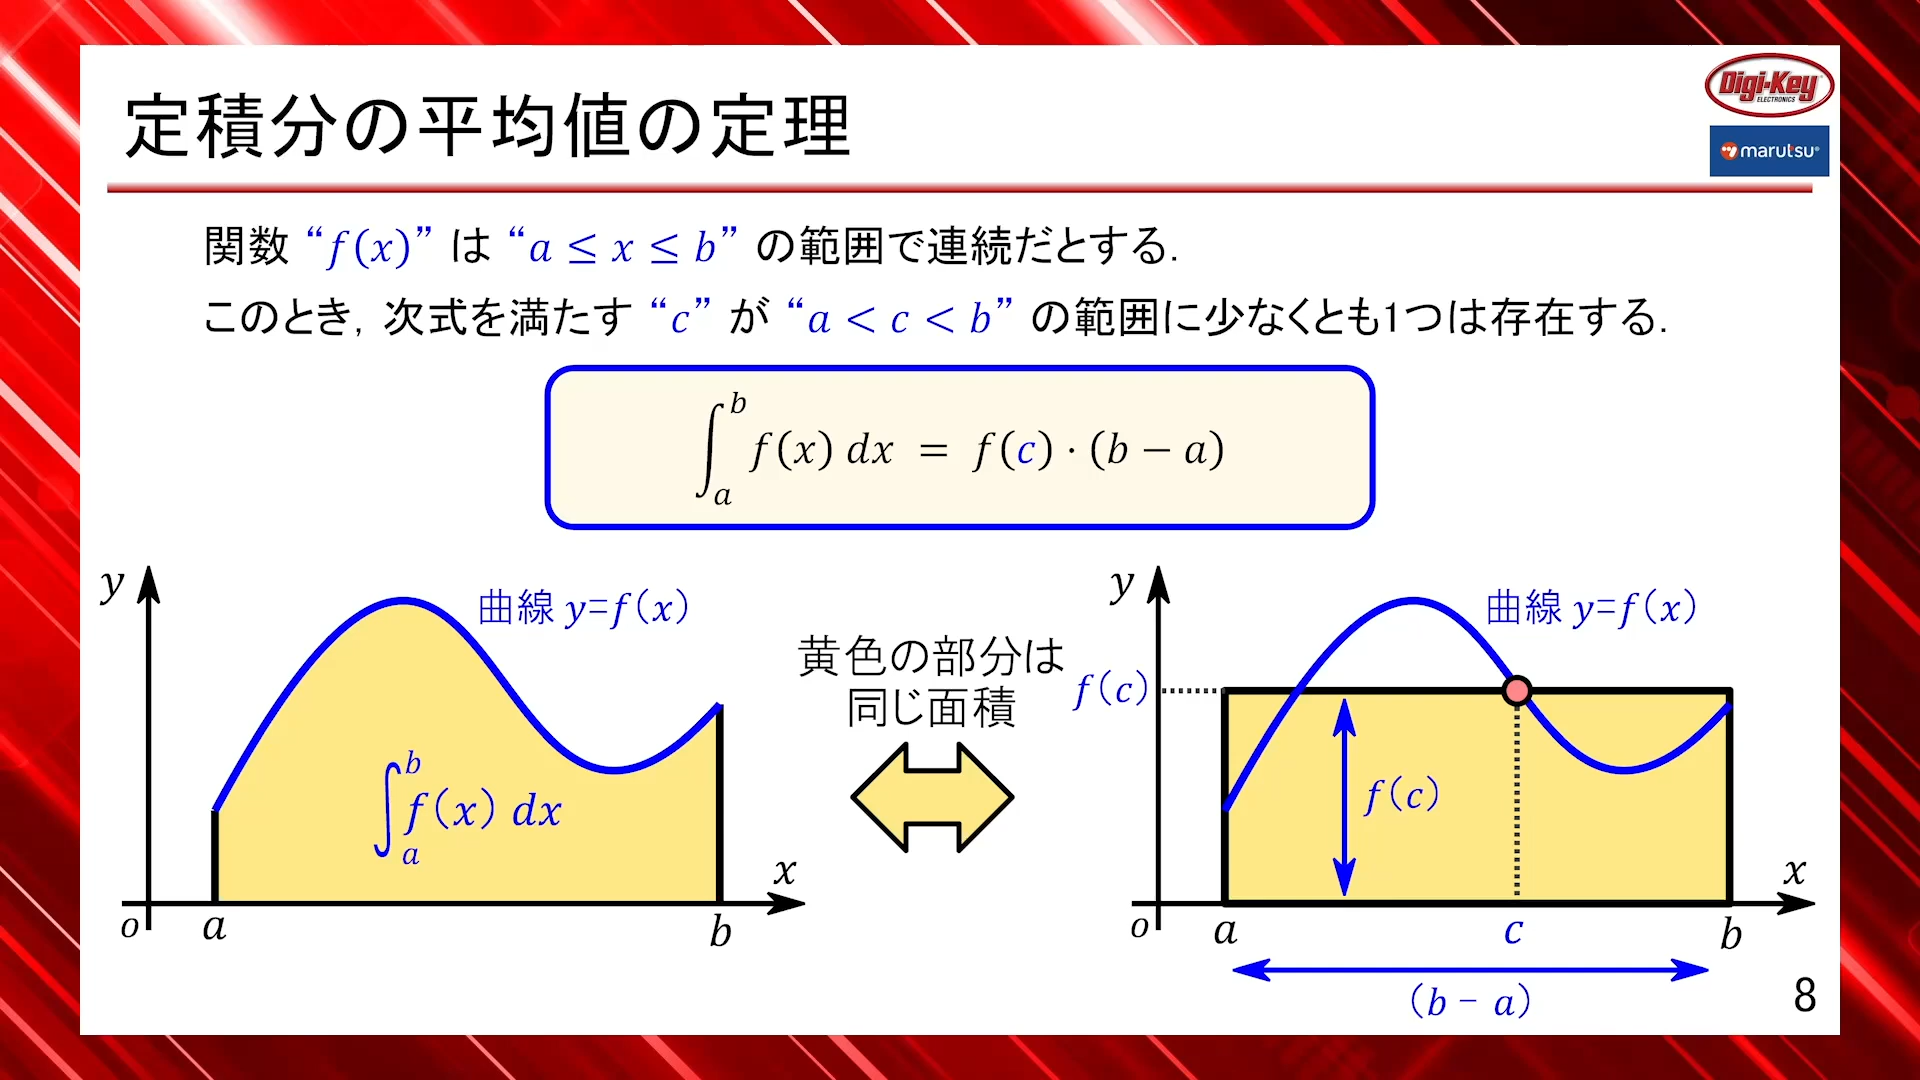 定積分の平均値の定理
Digi-Key
ELECTRONICS
marutsu
関数 “f(x)” は “a ≤ x ≤ b” の範囲で連続だとする.
このとき, 次式を満たす “c” が “a < c < b” の範囲に少なくとも1つは存在する.
∫_a^b f(x) dx = f(c)·(b − a)
y
曲線 y=f(x)
∫_a^b f(x) dx
x
o
a
b
黄色の部分は
同じ面積
y
曲線 y=f(x)
f(c)
f(c)
x
o
a
c
b
(b - a)
8